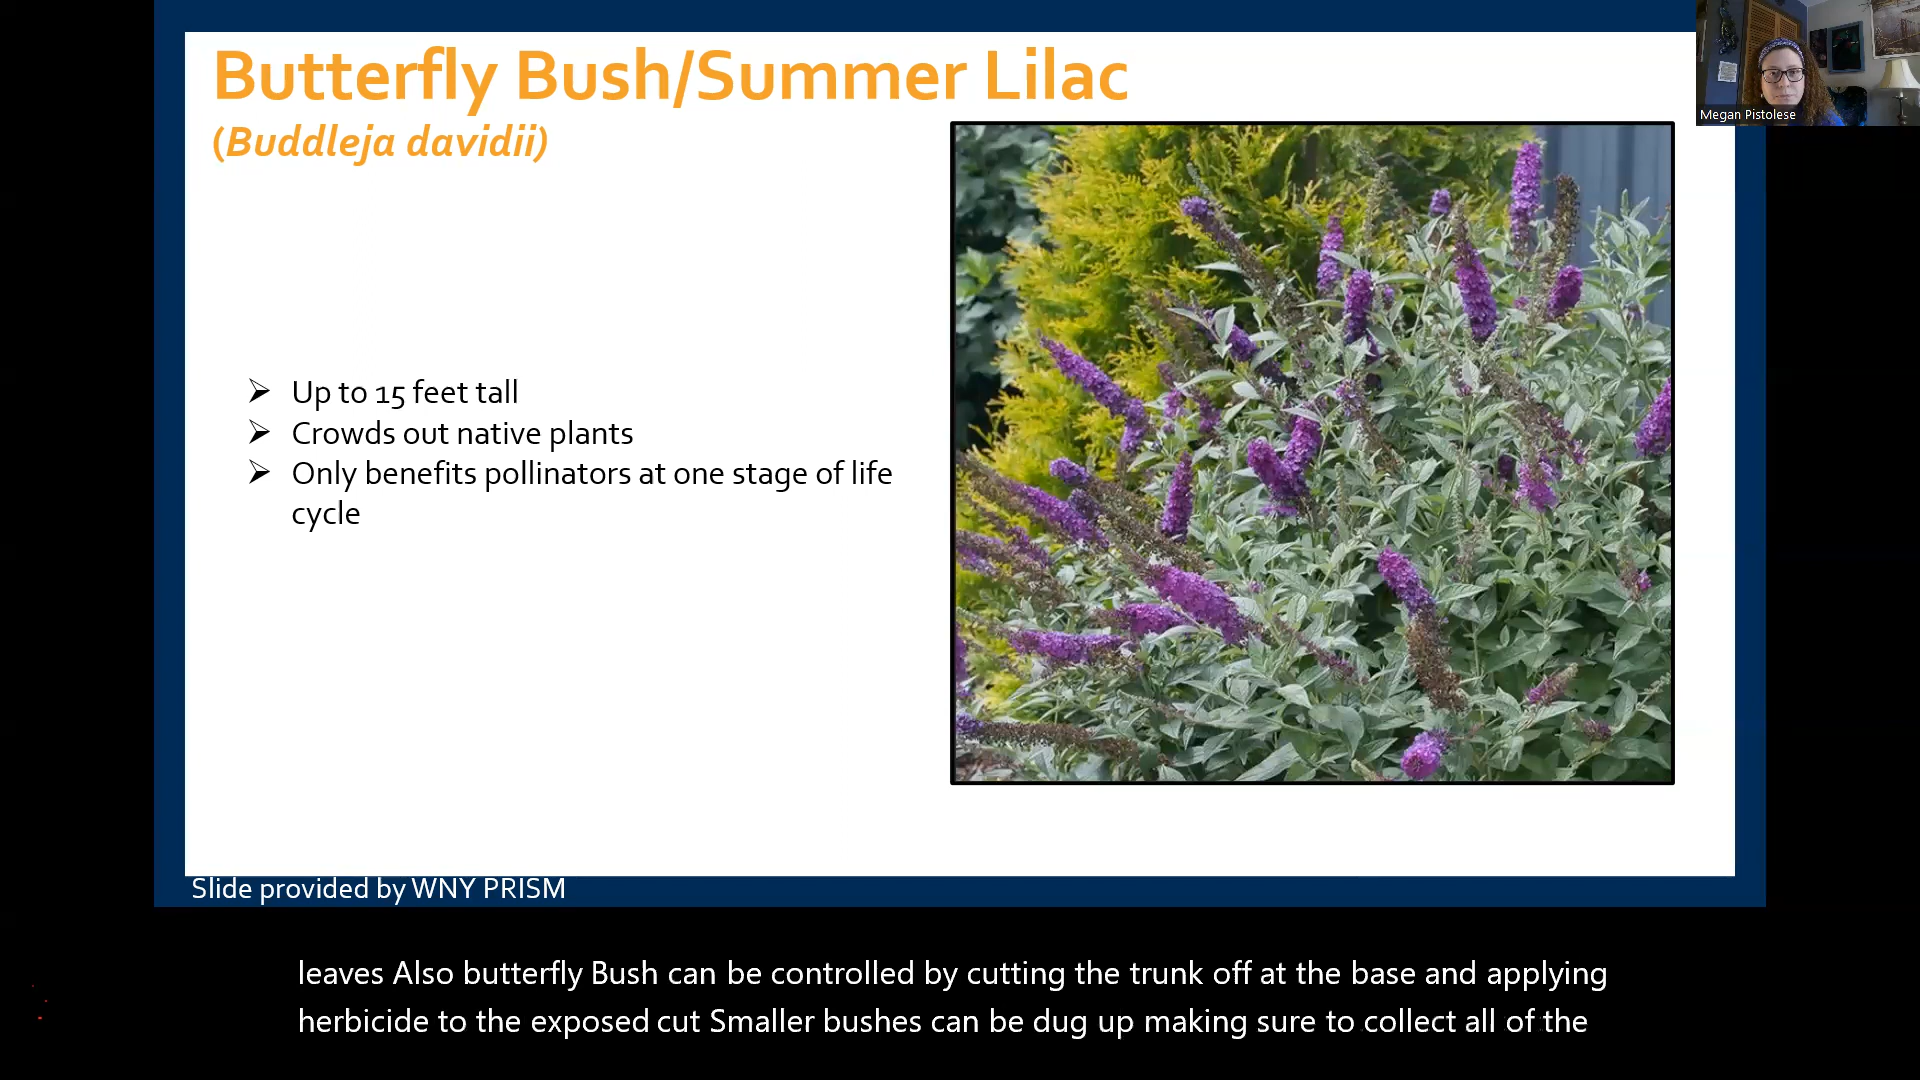 Butterfly Bush/Summer Lilac
(Buddleja davidii)
Megan Pistolese
➢ Up to 15 feet tall
➢ Crowds out native plants
➢ Only benefits pollinators at one stage of life
cycle
Slide provided by WNY PRISM
leaves Also butterfly Bush can be controlled by cutting the trunk off at the base and applying
herbicide to the exposed cut Smaller bushes can be dug up making sure to collect all of the